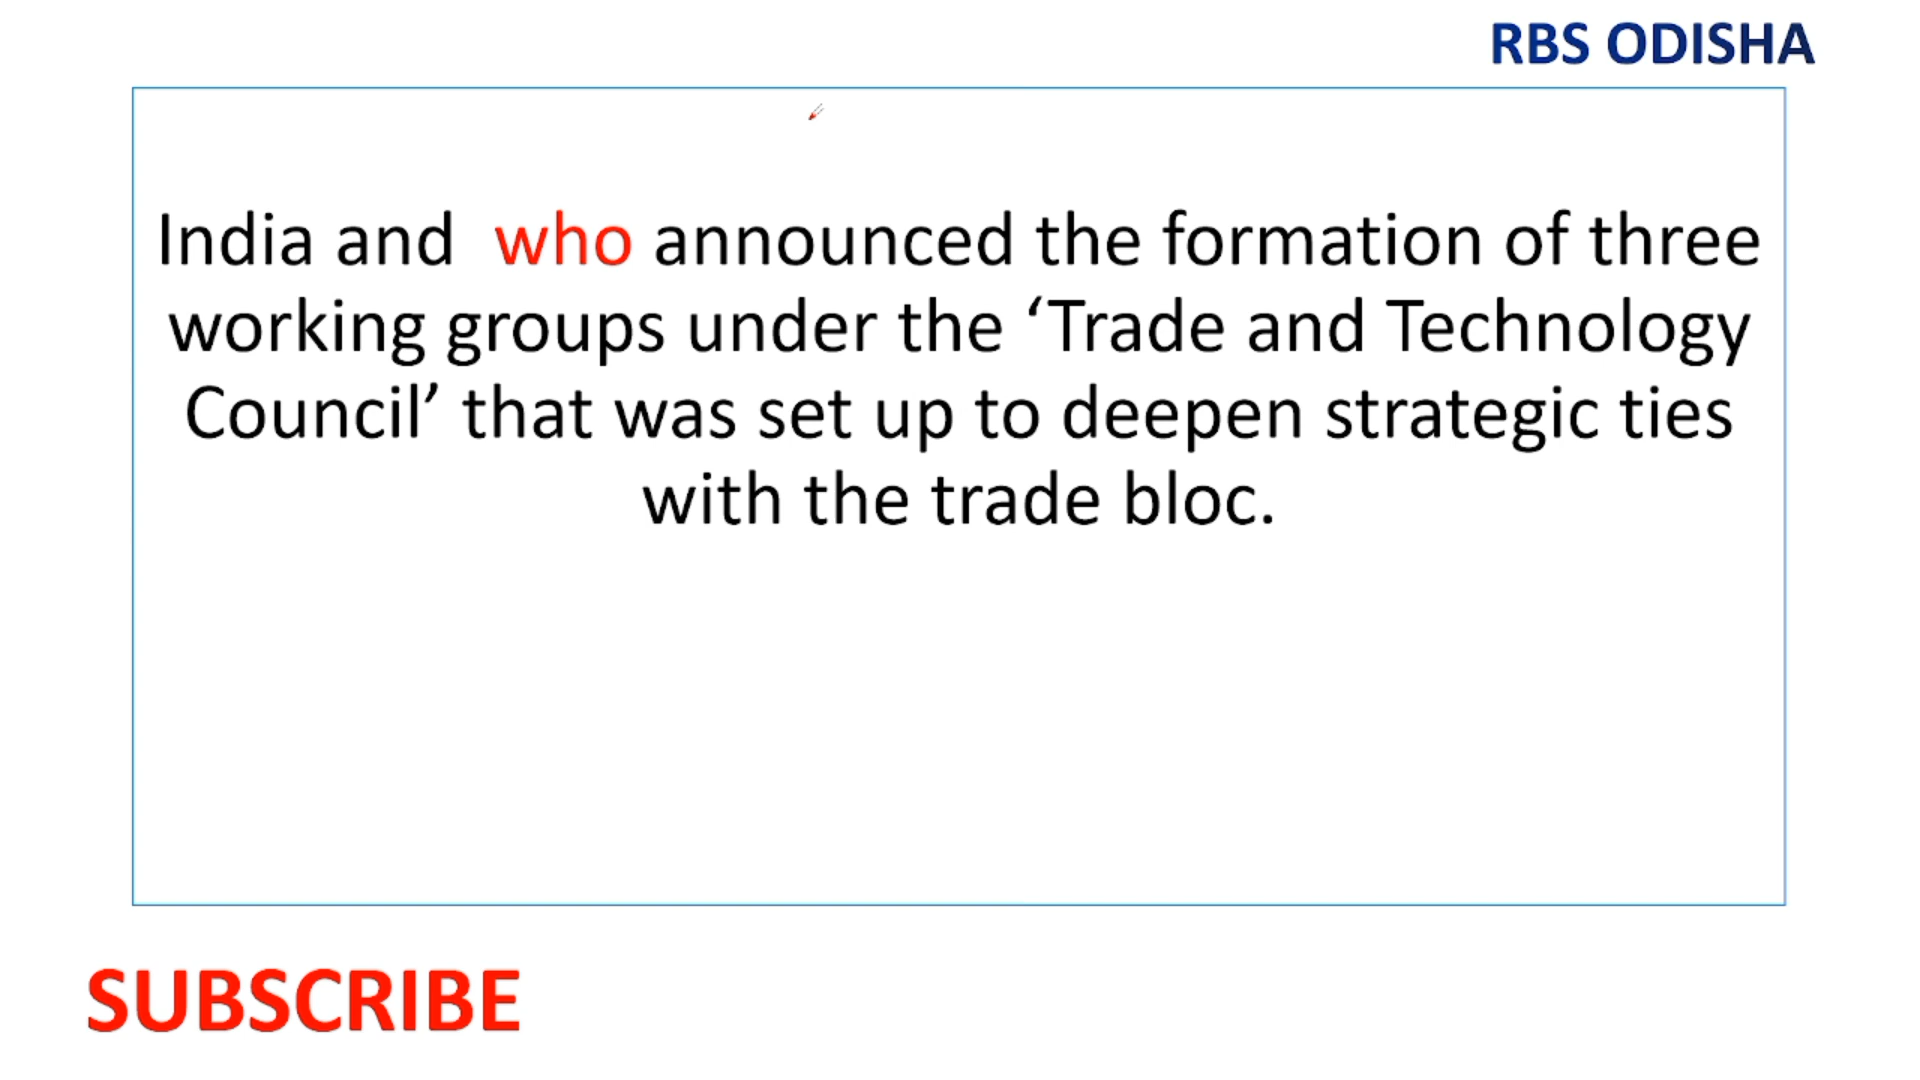 RBS ODISHA
India and who announced the formation of three
working groups under the ‘Trade and Technology
Council’ that was set up to deepen strategic ties
with the trade bloc.
SUBSCRIBE